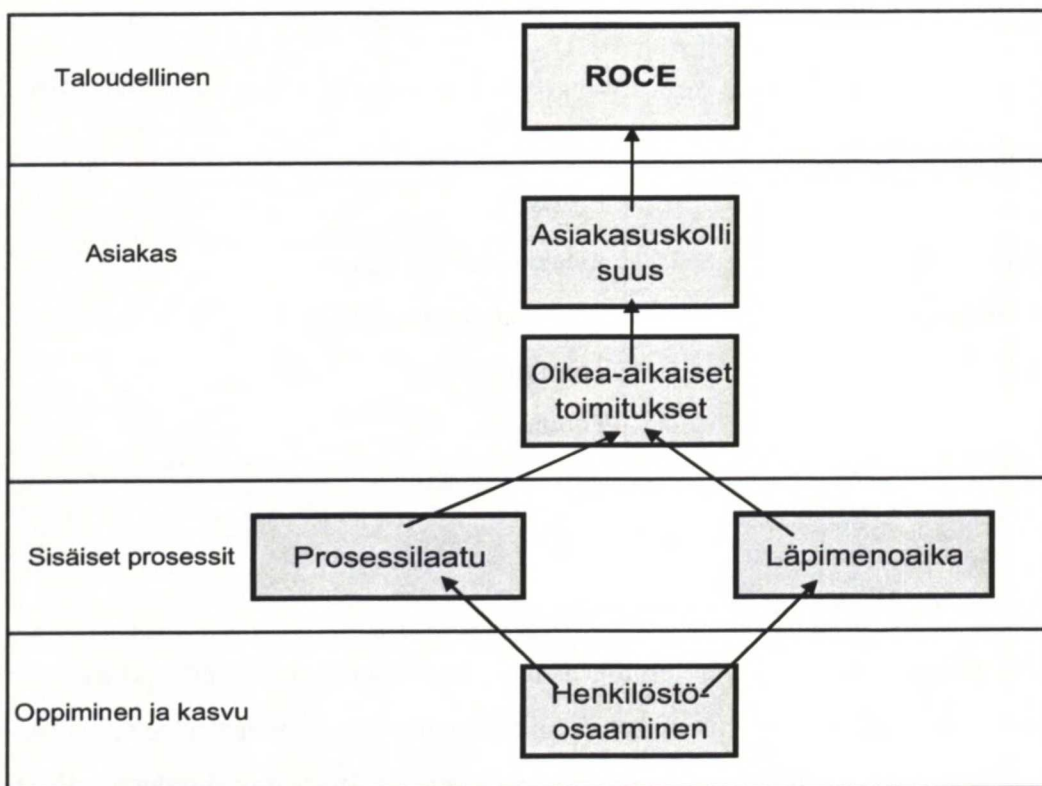 Taloudellinen
ROCE
Asiakas
Asiakasuskolli
suus
Oikea-aikaiset
toimitukset
Sisäiset prosessit
Prosessilaatu
Läpimenoaika
Oppiminen ja kasvu
Henkilöstö-
osaaminen